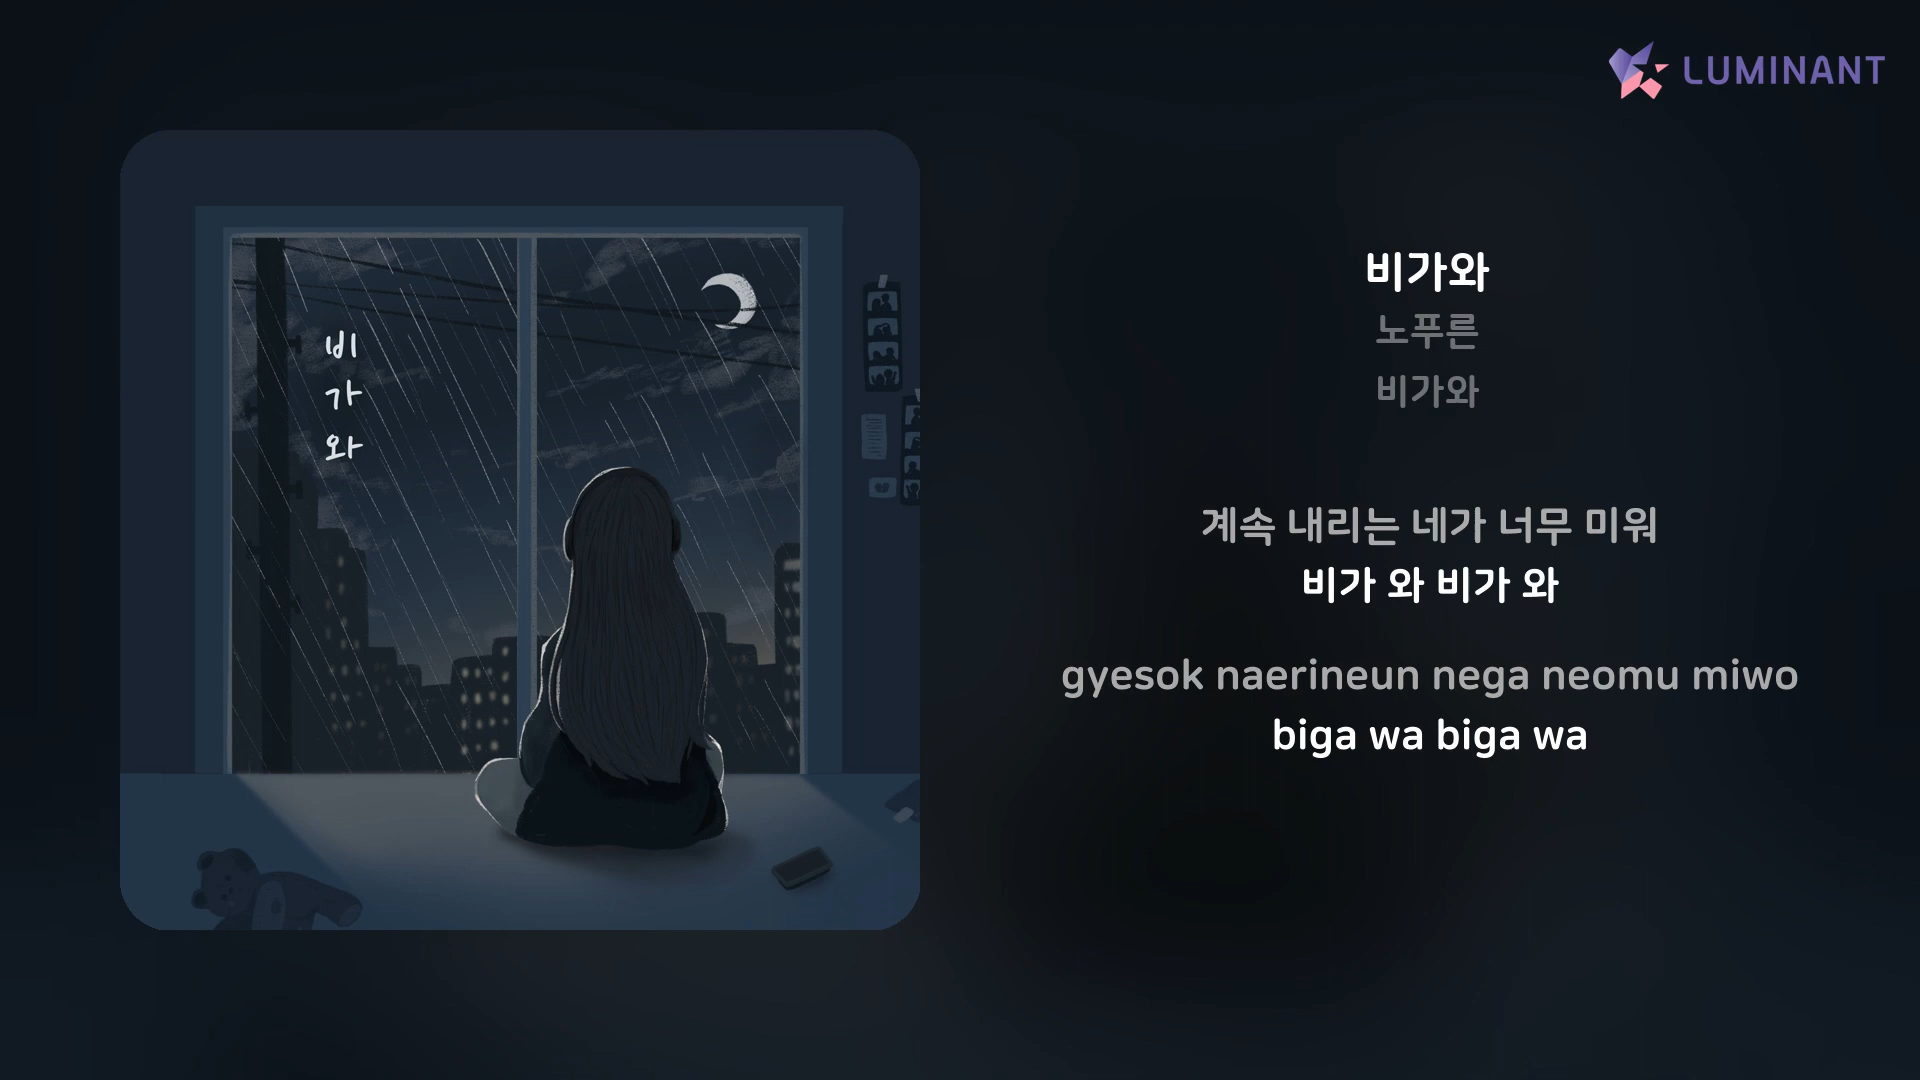 LUMINANT
비
가
와
비가와
노푸른
비가와
계속 내리는 네가 너무 미워
비가 와 비가 와
gyesok naerineun nega neomu miwo
biga wa biga wa